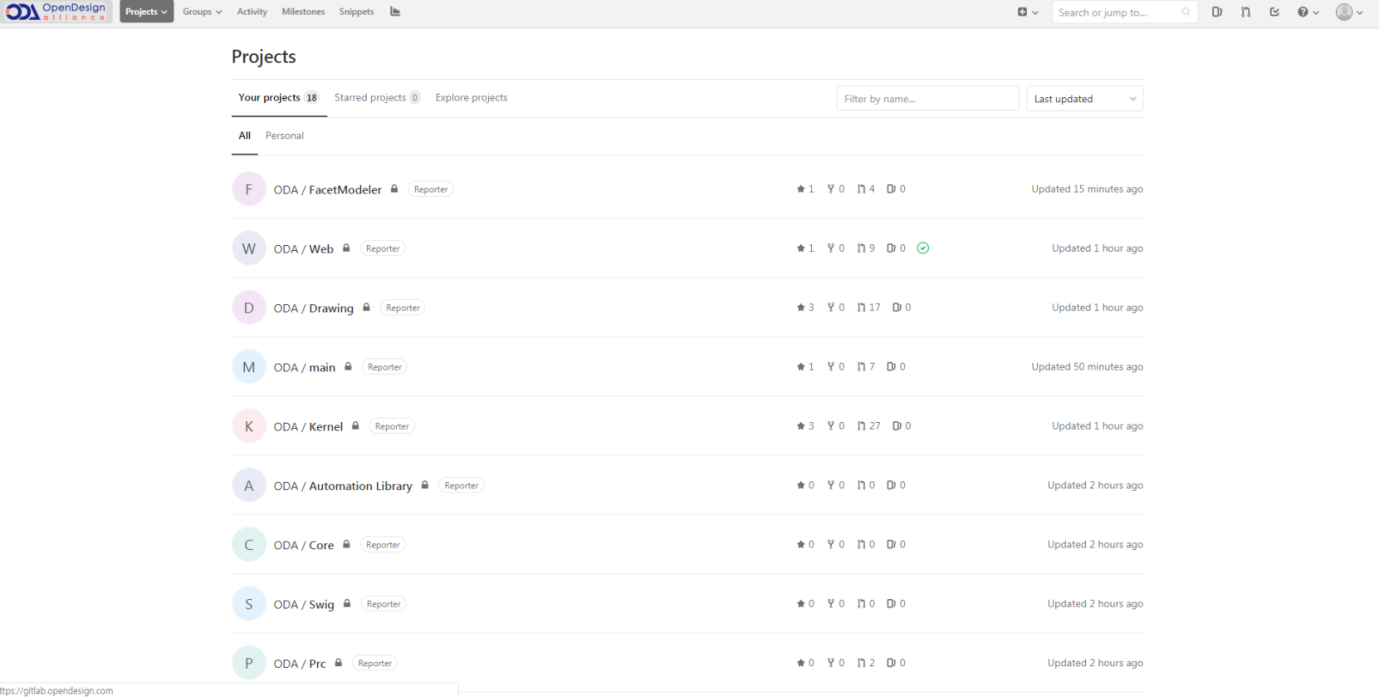 ODA OpenDesign alliance Projects Groups Activity Milestones Snippets Search or jump to...
Projects
Your projects 18 Starred projects 0 Explore projects Filter by name... Last updated
All Personal
F ODA / FacetModeler Reporter 1 0 4 0 Updated 15 minutes ago
W ODA / Web Reporter 1 0 9 0 Updated 1 hour ago
D ODA / Drawing Reporter 3 0 17 0 Updated 1 hour ago
M ODA / main Reporter 1 0 7 0 Updated 50 minutes ago
K ODA / Kernel Reporter 3 0 27 0 Updated 1 hour ago
A ODA / Automation Library Reporter 0 0 0 0 Updated 2 hours ago
C ODA / Core Reporter 0 0 0 0 Updated 2 hours ago
S ODA / Swig Reporter 0 0 0 0 Updated 2 hours ago
P ODA / Prc Reporter 0 0 2 0 Updated 2 hours ago
ttps://gitlab.opendesign.com